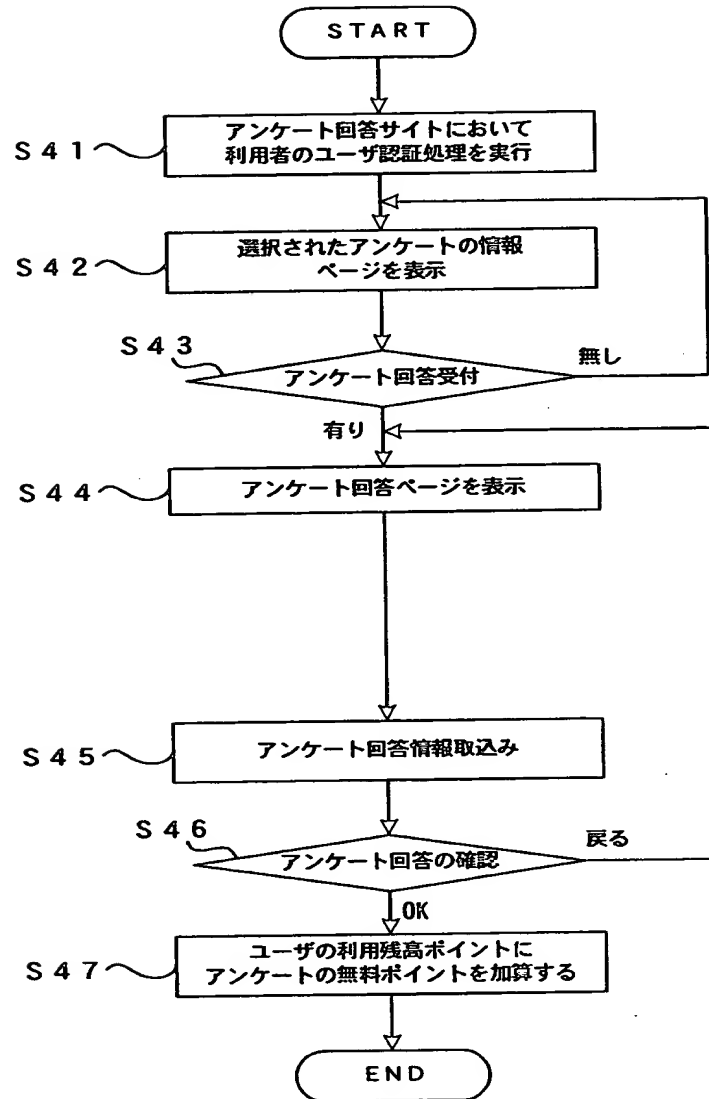 START
S41
アンケート回答サイトにおいて
利用者のユーザ認証処理を実行
S42
選択されたアンケートの情報
ページを表示
S43
アンケート回答受付
無し
有り
S44
アンケート回答ページを表示
S45
アンケート回答情報取込み
S46
アンケート回答の確認
戻る
OK
S47
ユーザの利用残高ポイントに
アンケートの無料ポイントを加算する
END